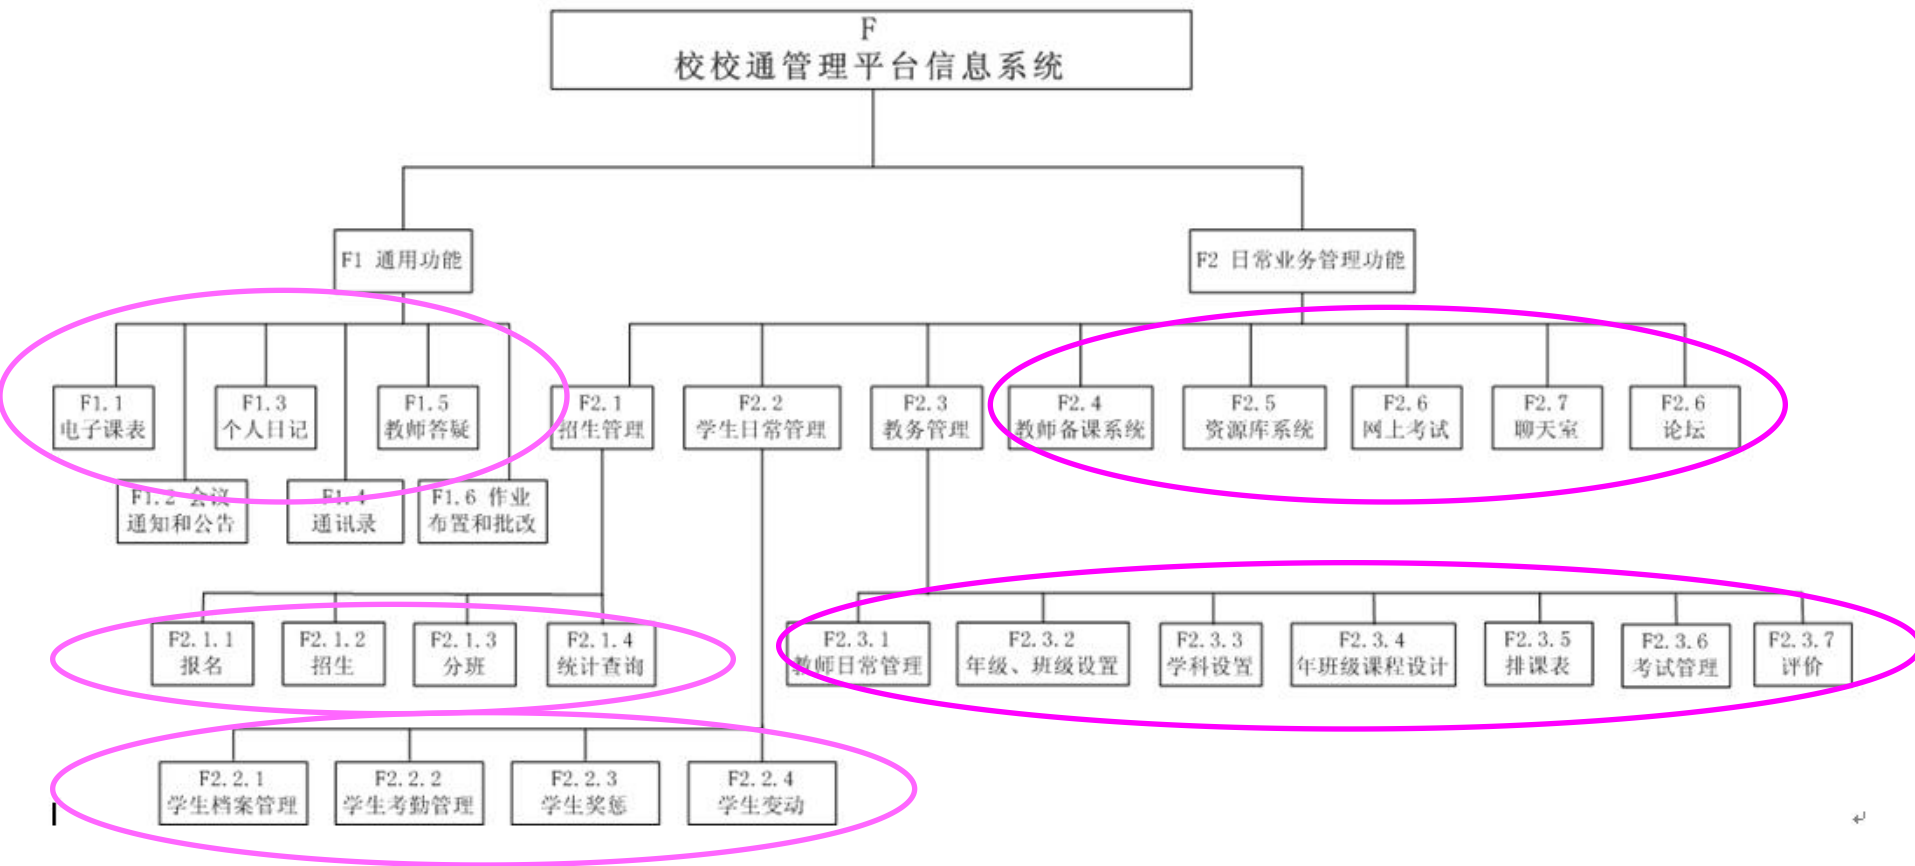 F
校校通管理平台信息系统
F1 通用功能
F2 日常业务管理功能
F1.1
电子课表
F1.3
个人日记
F1.5
教师答疑
F2.1
招生管理
F2.2
学生日常管理
F2.3
教务管理
F2.4
教师备课系统
F2.5
资源库系统
F2.6
网上考试
F2.7
聊天室
F2.6
论坛
F1.2 会议
通知和公告
F1.4
通讯录
F1.6 作业
布置和批改
F2.1.1
报名
F2.1.2
招生
F2.1.3
分班
F2.1.4
统计查询
F2.3.1
教师日常管理
F2.3.2
年级、班级设置
F2.3.3
学科设置
F2.3.4
年班级课程设计
F2.3.5
排课表
F2.3.6
考试管理
F2.3.7
评价
F2.2.1
学生档案管理
F2.2.2
学生考勤管理
F2.2.3
学生奖惩
F2.2.4
学生变动